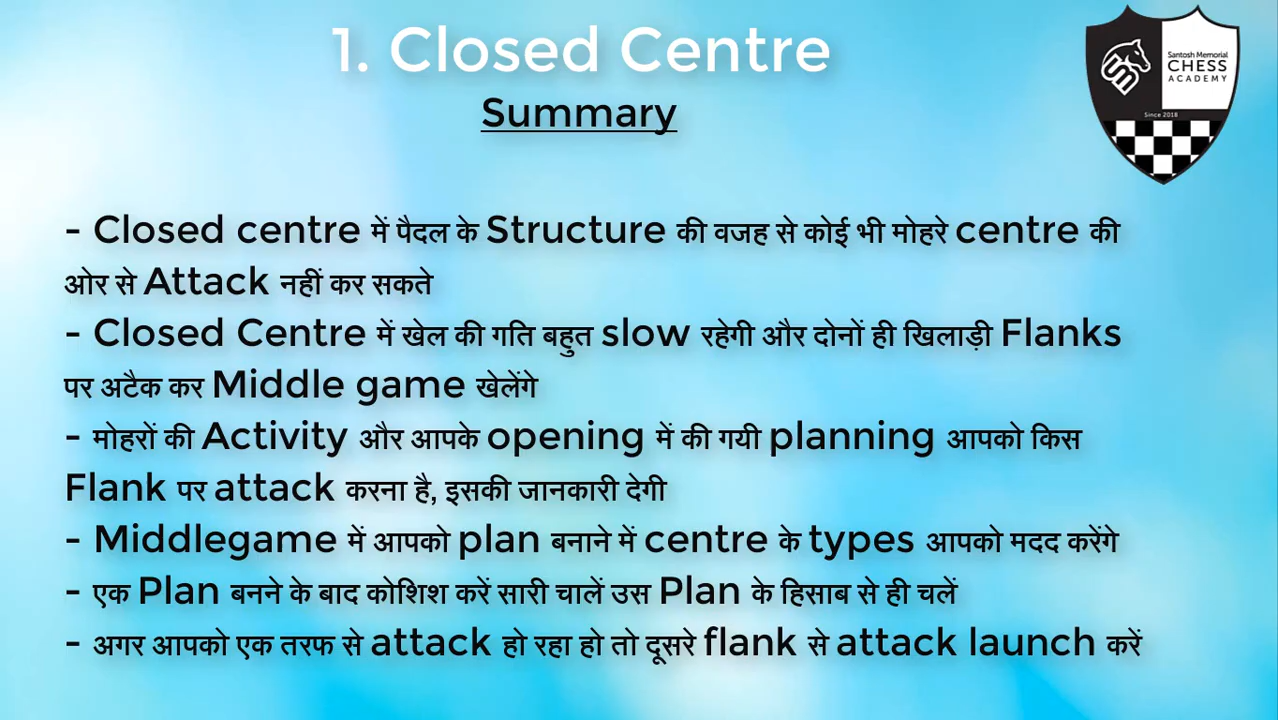 1. Closed Centre
Summary
Santosh Memorial
CHESS
ACADEMY
Since 2018
- Closed centre में पैदल के Structure की वजह से कोई भी मोहरे centre की
ओर से Attack नहीं कर सकते
- Closed Centre में खेल की गति बहुत slow रहेगी और दोनों ही खिलाड़ी Flanks
पर अटैक कर Middle game खेलेंगे
- मोहरों की Activity और आपके opening में की गयी planning आपको किस
Flank पर attack करना है, इसकी जानकारी देगी
- Middlegame में आपको plan बनाने में centre के types आपको मदद करेंगे
- एक Plan बनने के बाद कोशिश करें सारी चालें उस Plan के हिसाब से ही चलें
- अगर आपको एक तरफ से attack हो रहा हो तो दूसरे flank से attack launch करें